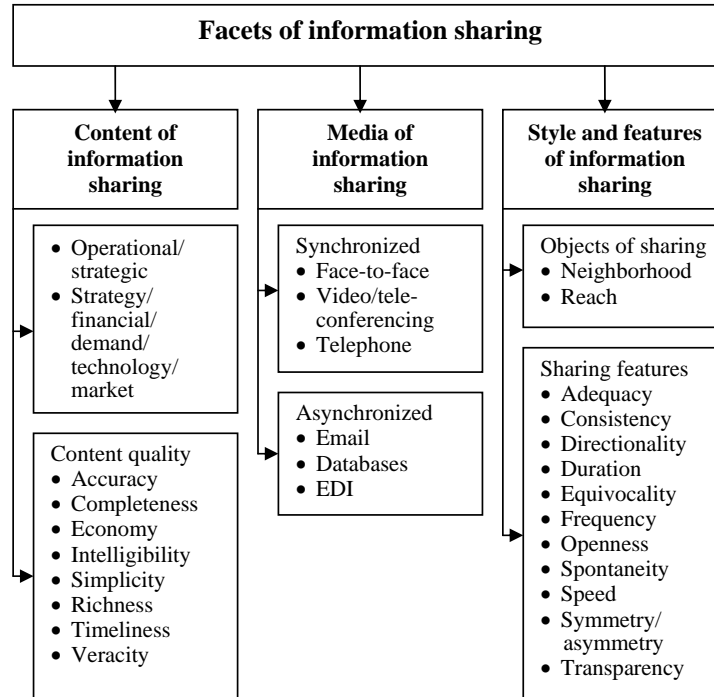 Facets of information sharing
Content of
information
sharing
• Operational/
strategic
• Strategy/
financial/
demand/
technology/
market
Content quality
• Accuracy
• Completeness
• Economy
• Intelligibility
• Simplicity
• Richness
• Timeliness
• Veracity
Media of
information
sharing
Synchronized
• Face-to-face
• Video/tele-
conferencing
• Telephone
Asynchronized
• Email
• Databases
• EDI
Style and features
of information
sharing
Objects of sharing
• Neighborhood
• Reach
Sharing features
• Adequacy
• Consistency
• Directionality
• Duration
• Equivocality
• Frequency
• Openness
• Spontaneity
• Speed
• Symmetry/
asymmetry
• Transparency